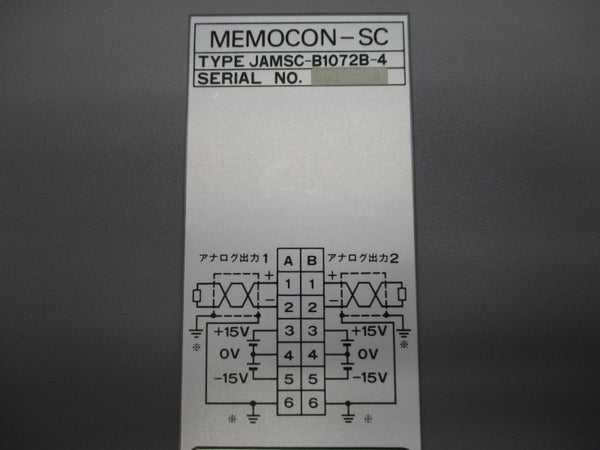 MEMOCON-SC
TYPE JAMSC-B1072B-4
SERIAL NO.
アナログ出力1 A B アナログ出力2
+ 1 1 +
− 2 2 −
※ +15V 3 3 +15V ※
0V 4 4 0V
-15V 5 5 -15V
※ 6 6 ※